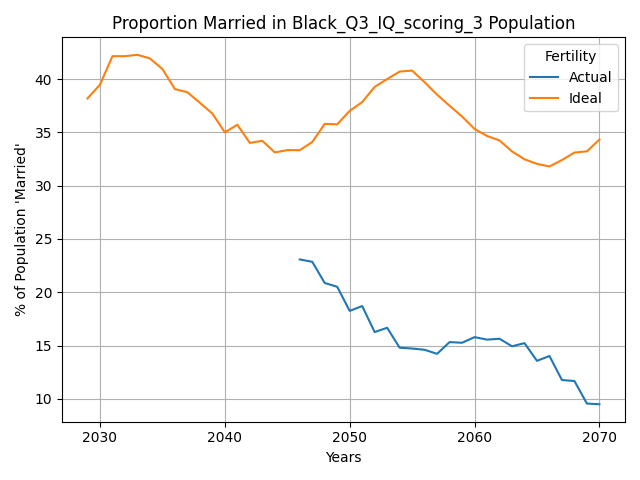 Proportion Married in Black_Q3_IQ_scoring_3 Population
% of Population 'Married'
40
35
30
25
20
15
10
Fertility
Actual
Ideal
2030 2040 2050 2060 2070
Years